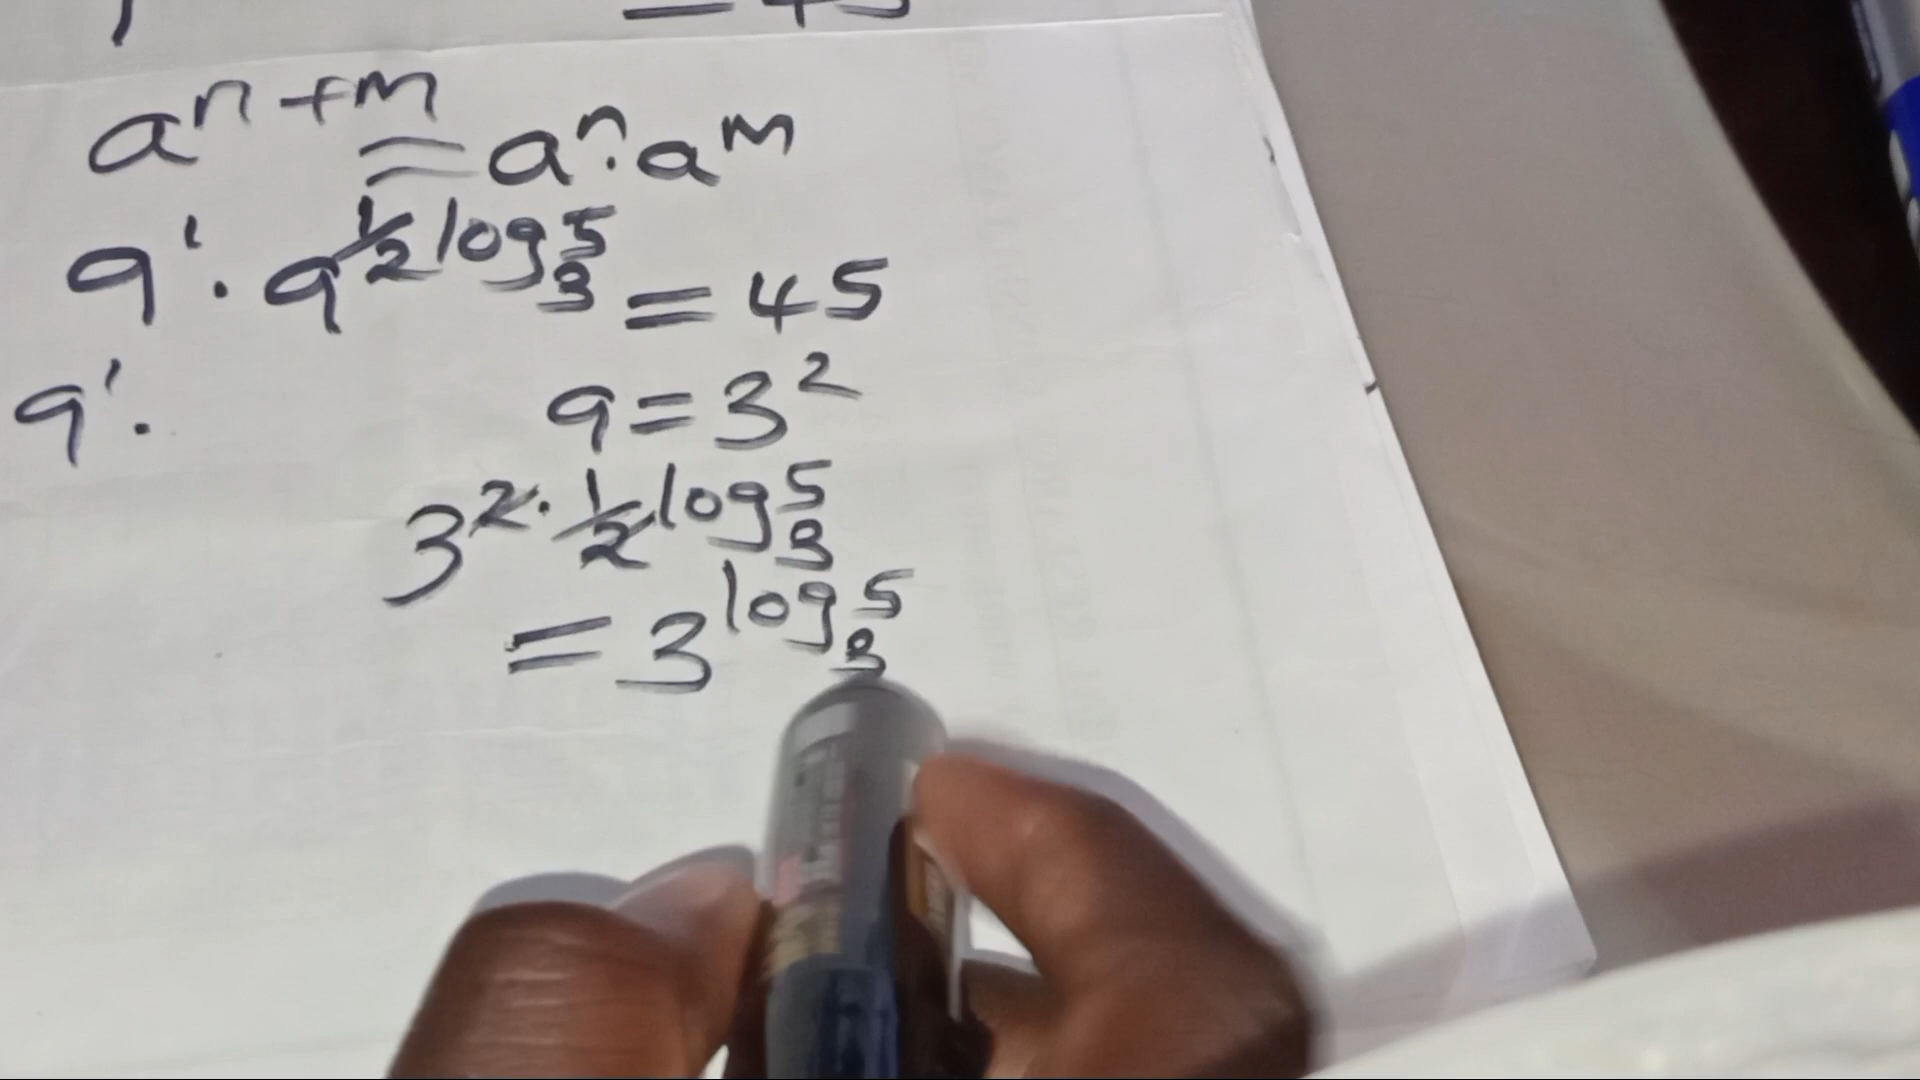 = 45
a^{n+m} = a^n · a^m
9^1 · 9^{1/2 log_3 5} = 45
9^1 · 9 = 3^2
3^{2 · 1/2 log_3 5}
= 3^{log_3 5}